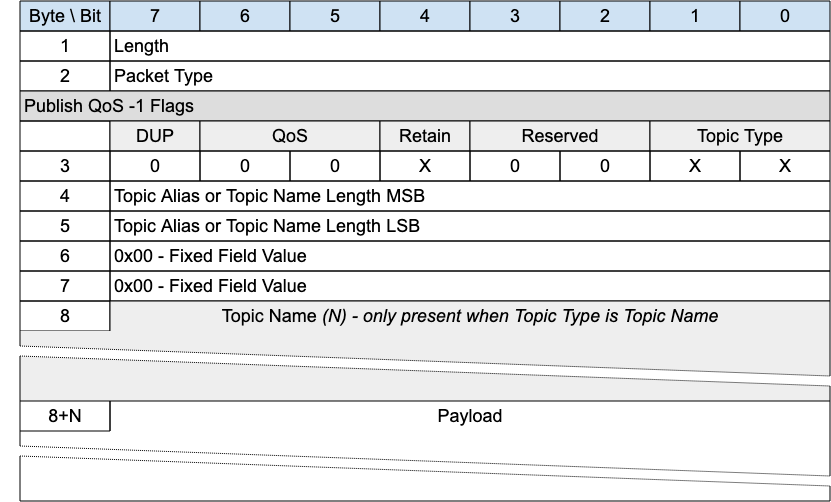 Byte \ Bit 7 6 5 4 3 2 1 0
1 Length
2 Packet Type
Publish QoS -1 Flags
DUP QoS Retain Reserved Topic Type
3 0 0 0 X 0 0 X X
4 Topic Alias or Topic Name Length MSB
5 Topic Alias or Topic Name Length LSB
6 0x00 - Fixed Field Value
7 0x00 - Fixed Field Value
8 Topic Name (N) - only present when Topic Type is Topic Name
8+N Payload